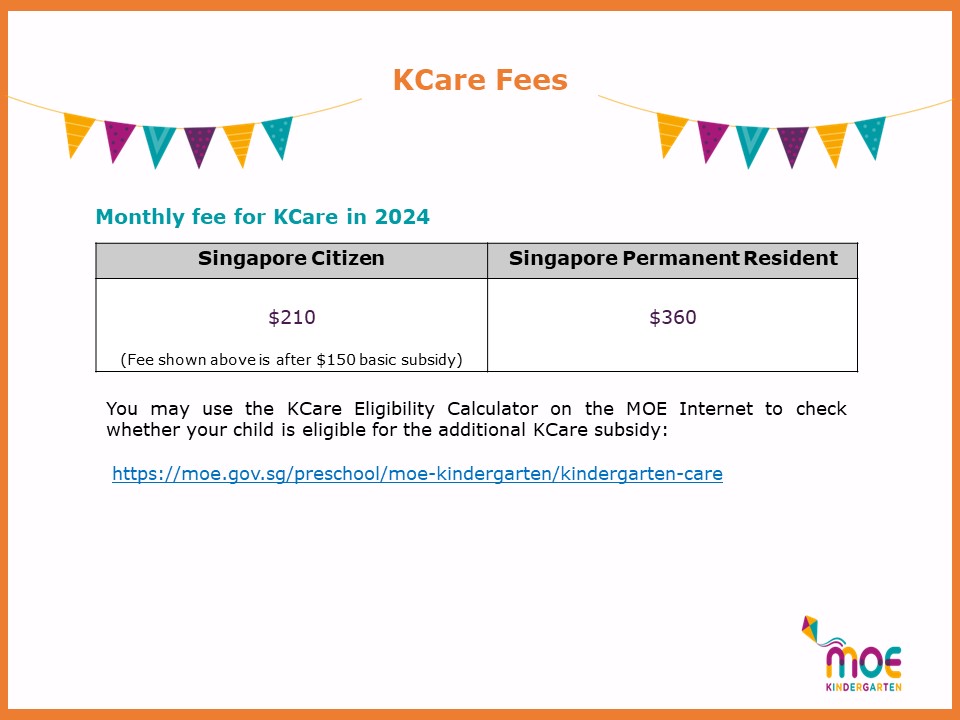 KCare Fees
Monthly fee for KCare in 2024
Singapore Citizen
Singapore Permanent Resident
$210
$360
(Fee shown above is after $150 basic subsidy)
You may use the KCare Eligibility Calculator on the MOE Internet to check
whether your child is eligible for the additional KCare subsidy:
https://moe.gov.sg/preschool/moe-kindergarten/kindergarten-care
MOE
KINDERGARTEN